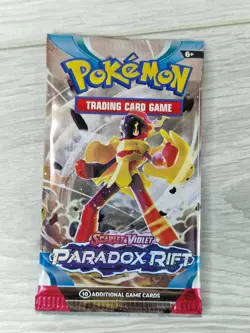 6+
POKéMON
TRADING CARD GAME
SCARLET & VIOLET
PARADOX RIFT
10 ADDITIONAL GAME CARDS